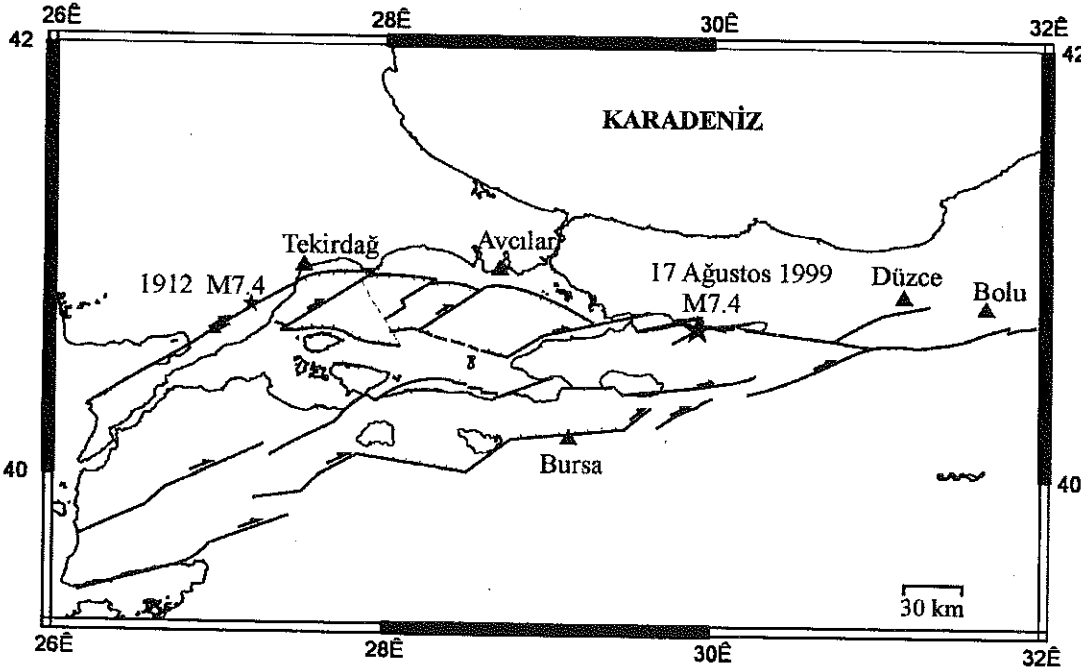 26Ê
28Ê
30Ê
32Ê
42
42
KARADENİZ
Tekirdağ
Avcılar
1912 M7.4
17 Ağustos 1999
M7.4
Düzce
Bolu
Bursa
40
40
30 km
26Ê
28Ê
30Ê
32Ê